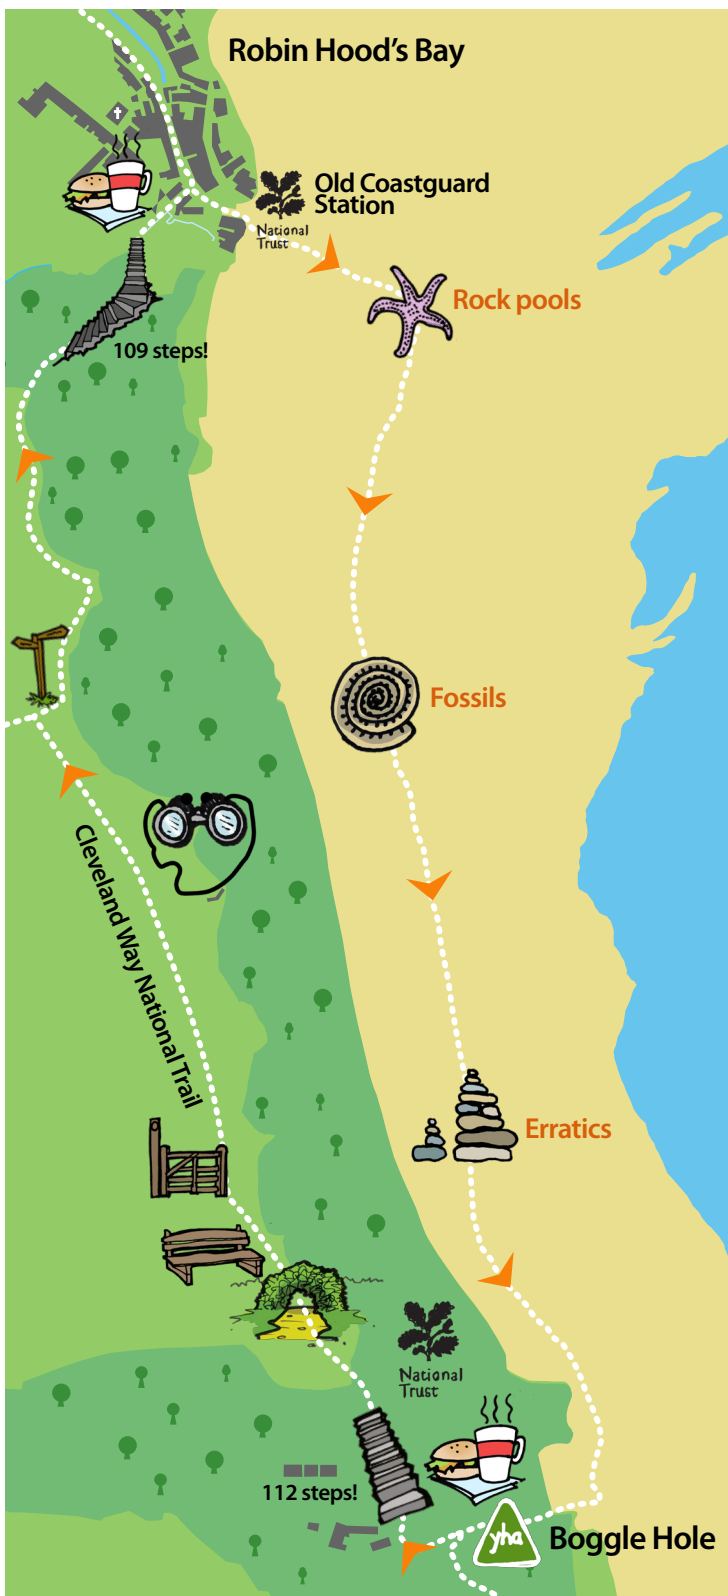 Robin Hood's Bay
Old Coastguard
Station
National
Trust
Rock pools
109 steps!
Fossils
Cleveland Way National Trail
Erratics
National
Trust
112 steps!
yha
Boggle Hole